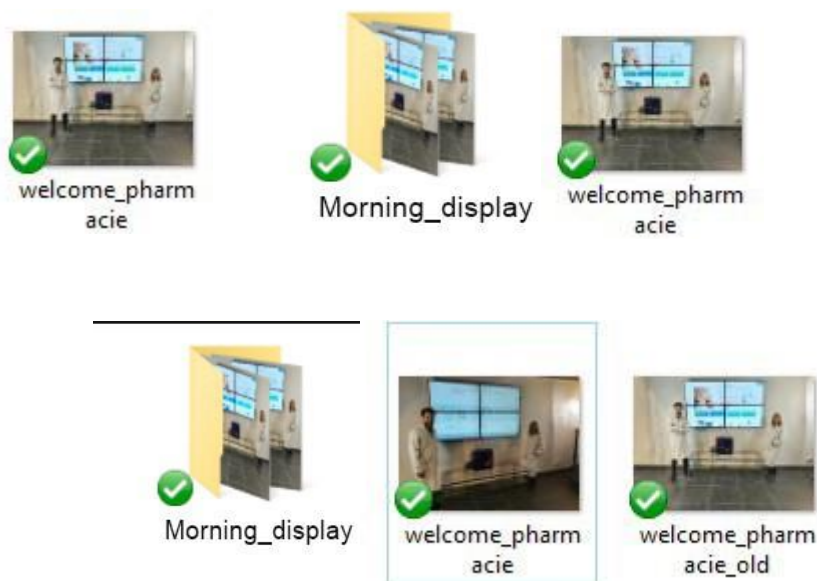 welcome_pharm
acie
Morning_display
welcome_pharm
acie
Morning_display
welcome_pharm
acie
welcome_pharm
acie_old